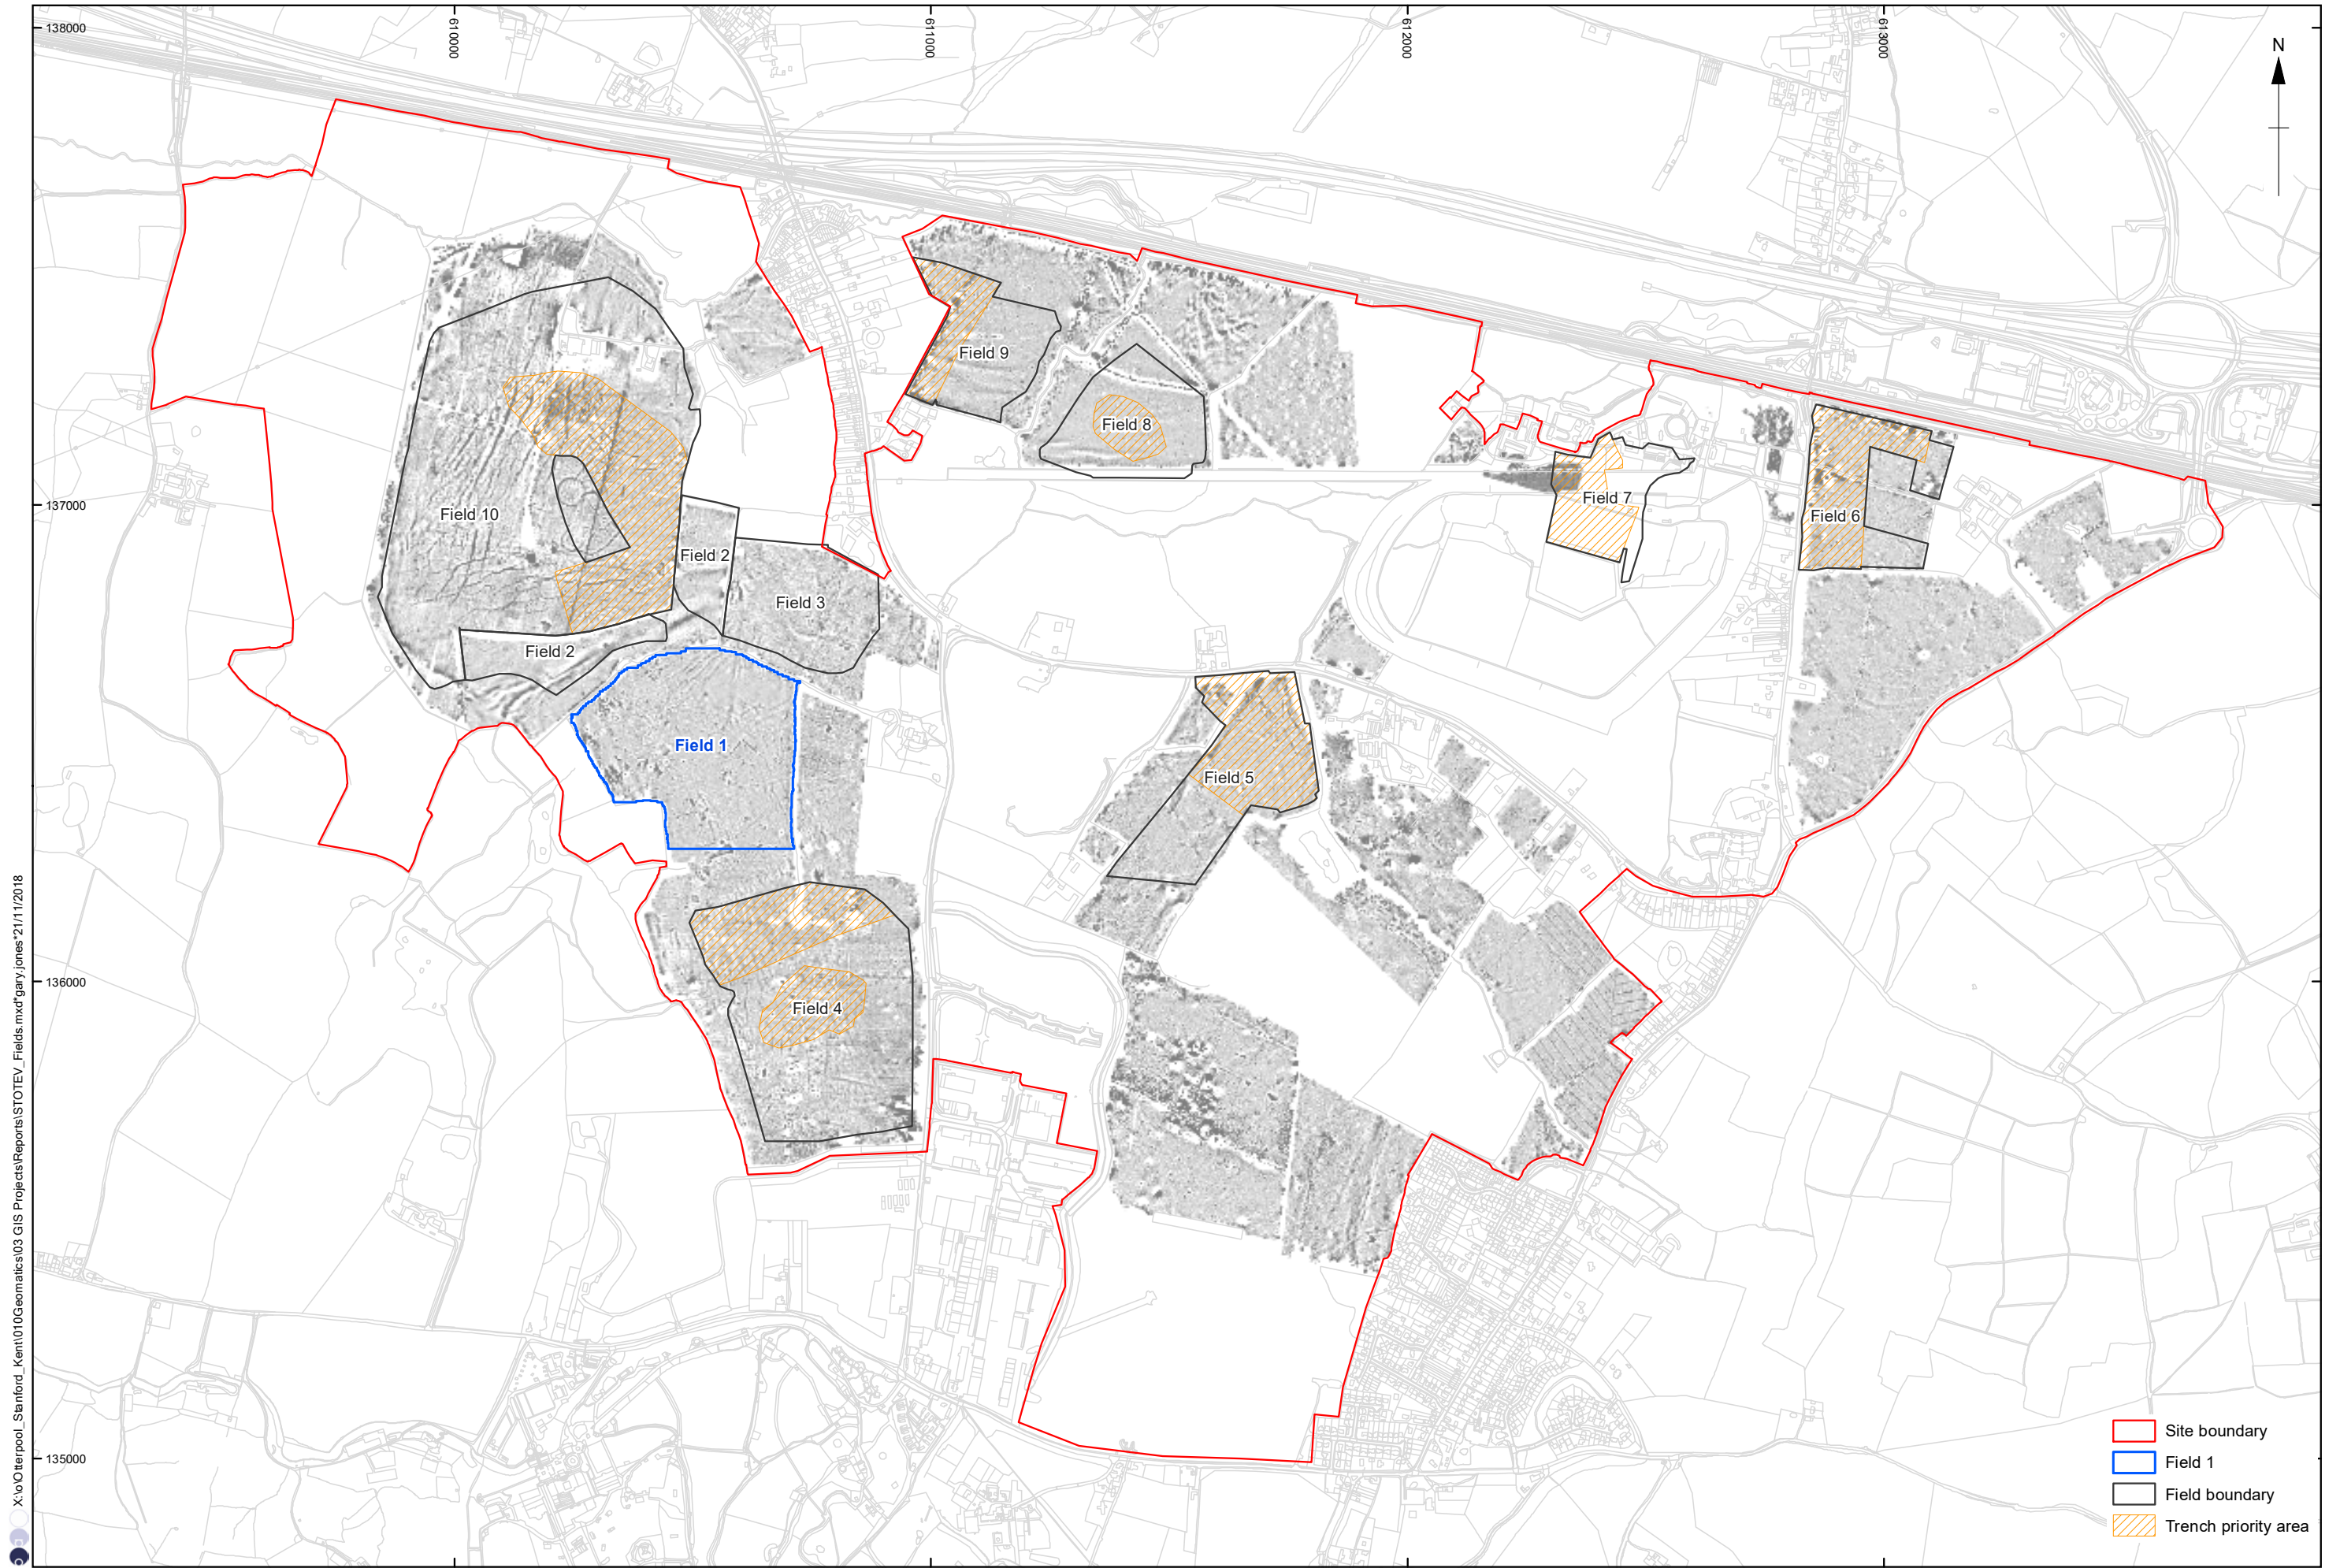 138000
610000
611000
612000
613000
N
Field 9
Field 8
Field 7
137000
Field 10
Field 6
Field 2
Field 3
Field 2
Field 1
Field 5
136000
Field 4
135000
Site boundary
Field 1
Field boundary
Trench priority area
X:\o\Otterpool_Stanford_Kent\010Geomatics\03 GIS Projects\Reports\STOTEV_Fields.mxd*gary.jones*21/11/2018